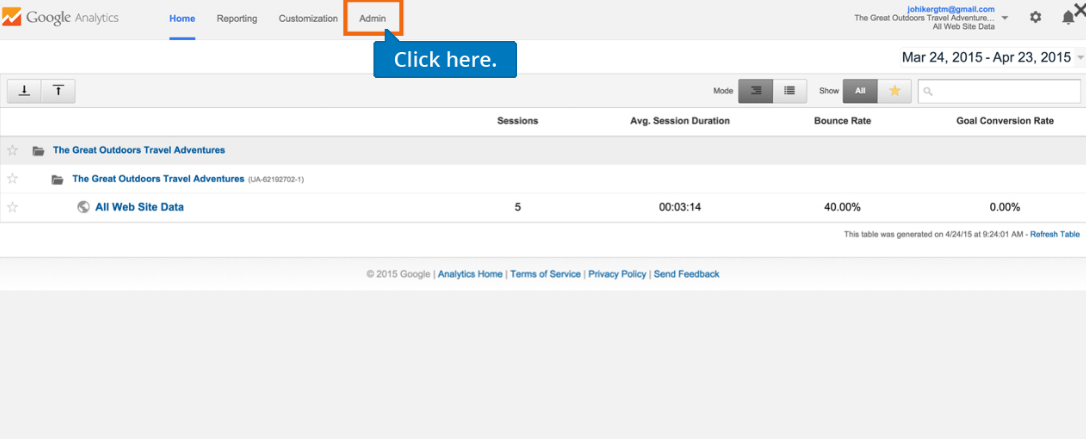 Google Analytics
Home Reporting Customization Admin
johikergtm@gmail.com
The Great Outdoors Travel Adventure...
All Web Site Data
Click here.
Mar 24, 2015 - Apr 23, 2015
Mode Show All
Sessions Avg. Session Duration Bounce Rate Goal Conversion Rate
The Great Outdoors Travel Adventures
The Great Outdoors Travel Adventures (UA-62192702-1)
All Web Site Data 5 00:03:14 40.00% 0.00%
This table was generated on 4/24/15 at 9:24:01 AM - Refresh Table
© 2015 Google | Analytics Home | Terms of Service | Privacy Policy | Send Feedback